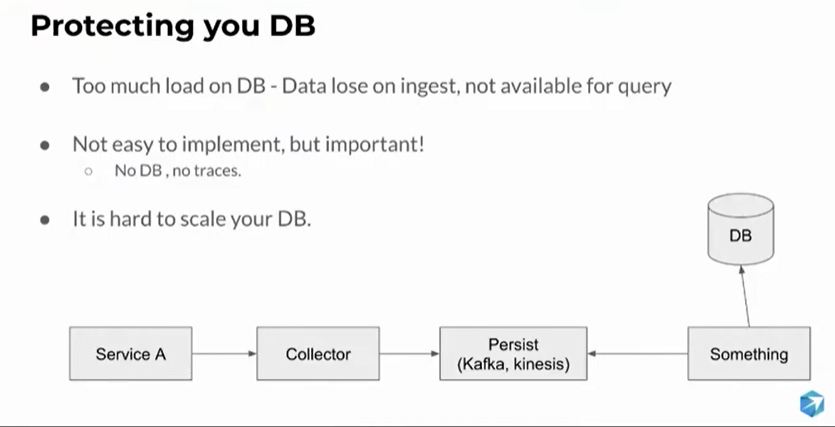 Protecting you DB
Too much load on DB - Data lose on ingest, not available for query
Not easy to implement, but important!
No DB , no traces.
It is hard to scale your DB.
DB
Service A
Collector
Persist
(Kafka, kinesis)
Something